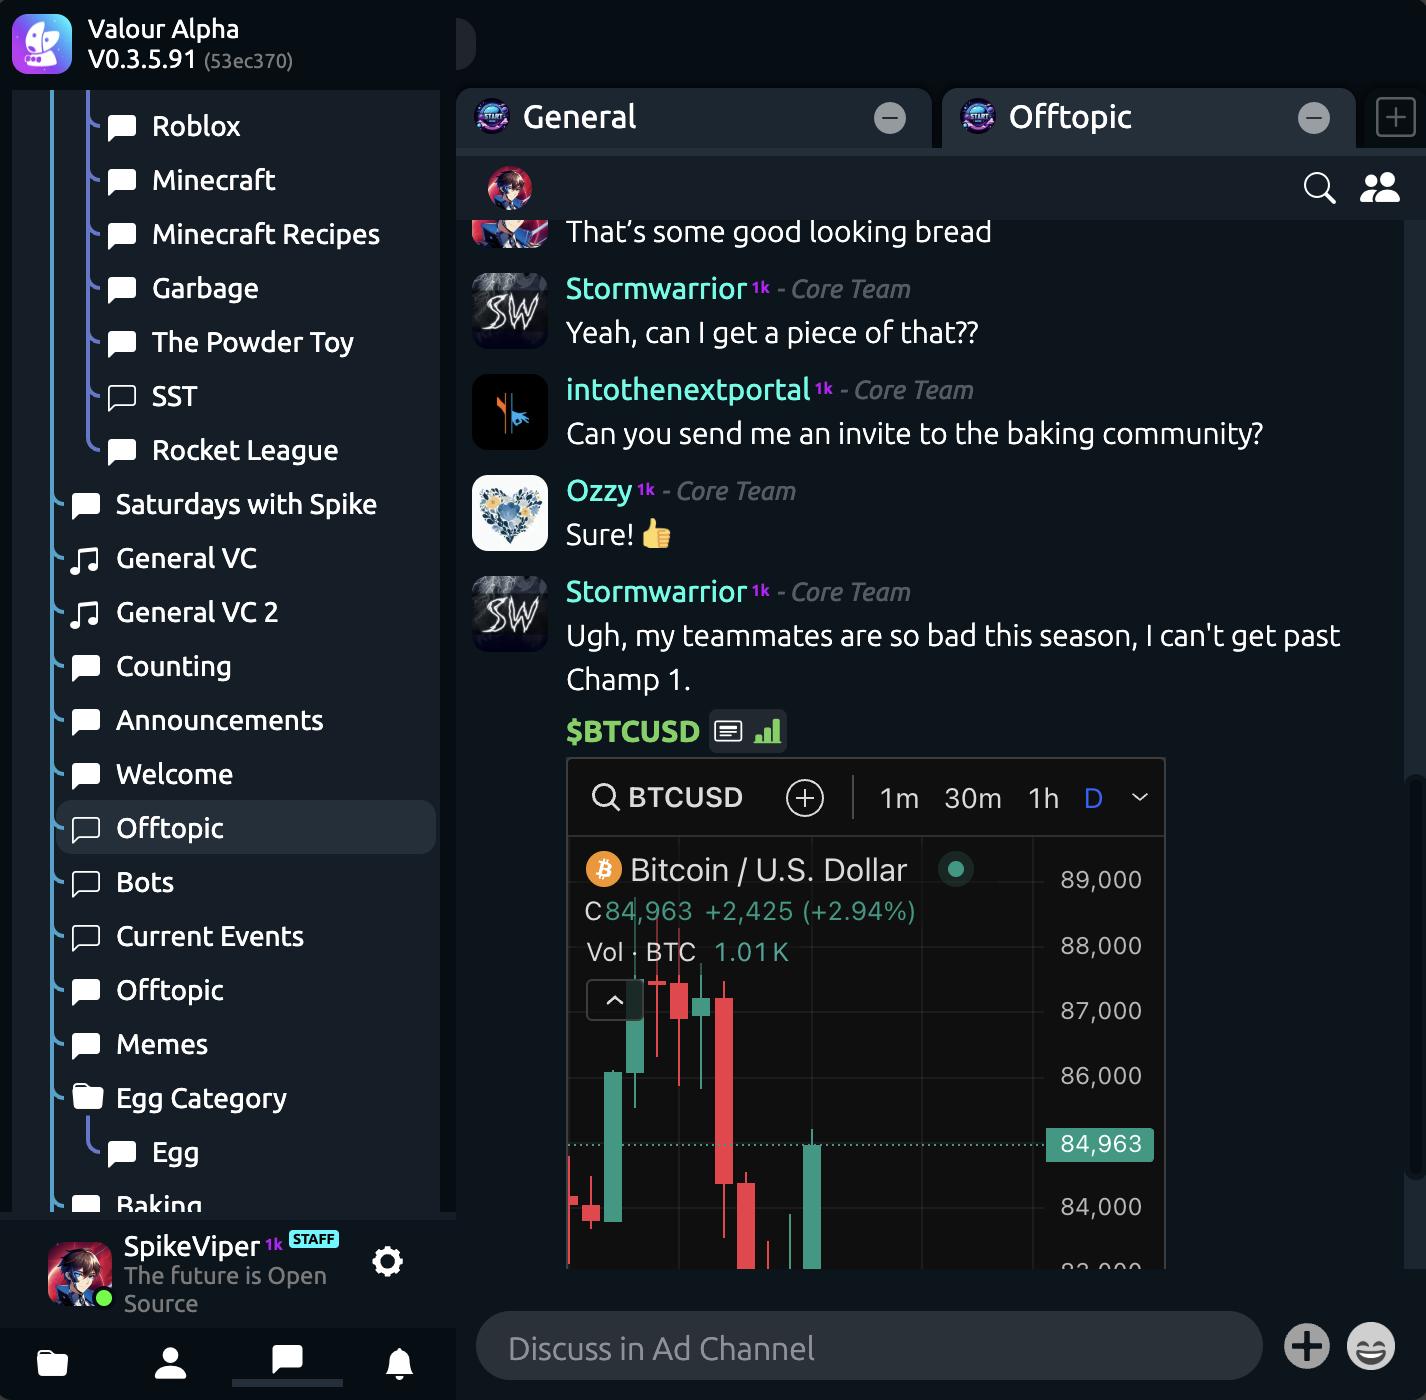 Valour Alpha
V0.3.5.91 (53ec370)
Roblox
Minecraft
Minecraft Recipes
Garbage
The Powder Toy
SST
Rocket League
Saturdays with Spike
General VC
General VC 2
Counting
Announcements
Welcome
Offtopic
Bots
Current Events
Offtopic
Memes
Egg Category
Egg
Baking
SpikeViper 1k STAFF
The future is Open
Source
General
Offtopic
That's some good looking bread
Stormwarrior 1k - Core Team
Yeah, can I get a piece of that??
intothenextportal 1k - Core Team
Can you send me an invite to the baking community?
Ozzy 1k - Core Team
Sure! 👍
Stormwarrior 1k - Core Team
Ugh, my teammates are so bad this season, I can't get past
Champ 1.
$BTCUSD
BTCUSD 1m 30m 1h D
Bitcoin / U.S. Dollar
C84,963 +2,425 (+2.94%)
Vol · BTC 1.01K
89,000
88,000
87,000
86,000
84,963
84,000
Discuss in Ad Channel